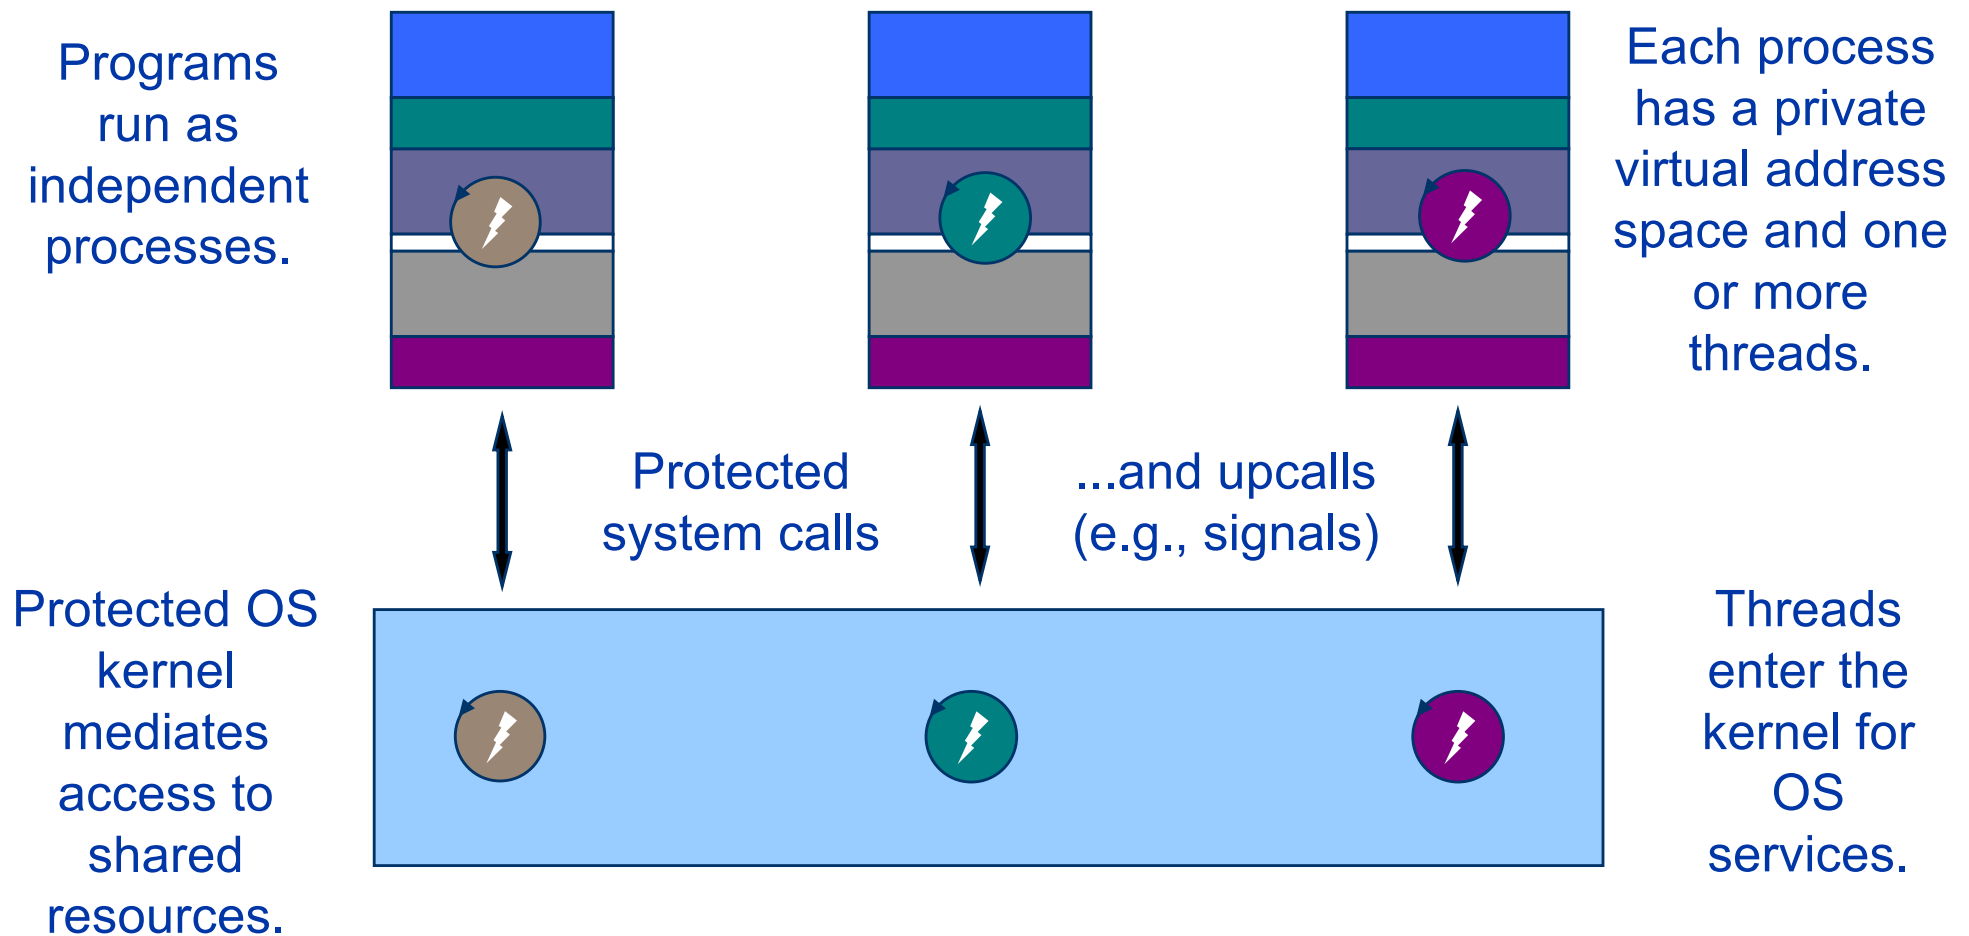 Programs
run as
independent
processes.
Each process
has a private
virtual address
space and one
or more
threads.
Protected
system calls
...and upcalls
(e.g., signals)
Protected OS
kernel
mediates
access to
shared
resources.
Threads
enter the
kernel for
OS
services.